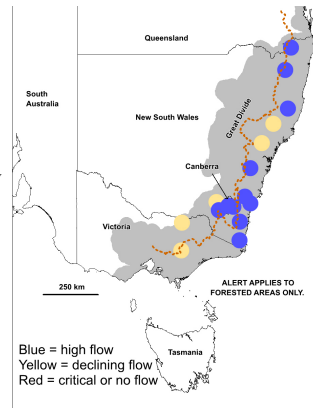 Queensland
South
Australia
New South Wales
Great Divide
Canberra
Victoria
250 km
ALERT APPLIES TO
FORESTED AREAS ONLY.
Tasmania
Blue = high flow
Yellow = declining flow
Red = critical or no flow